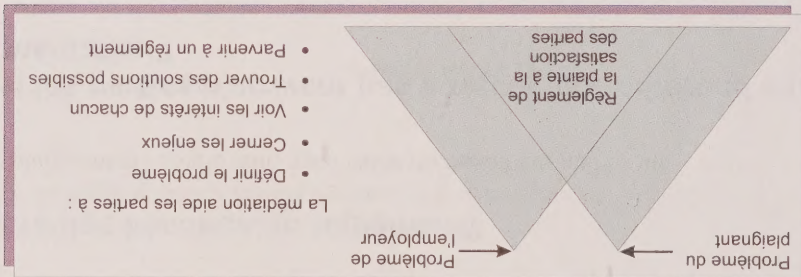 Problème du
plaignant
Problème de
l'employeur
Règlement de
la plainte à la
satisfaction
des parties
La médiation aide les parties à :
• Définir le problème
• Cerner les enjeux
• Voir les intérêts de chacun
• Trouver des solutions possibles
• Parvenir à un réglement